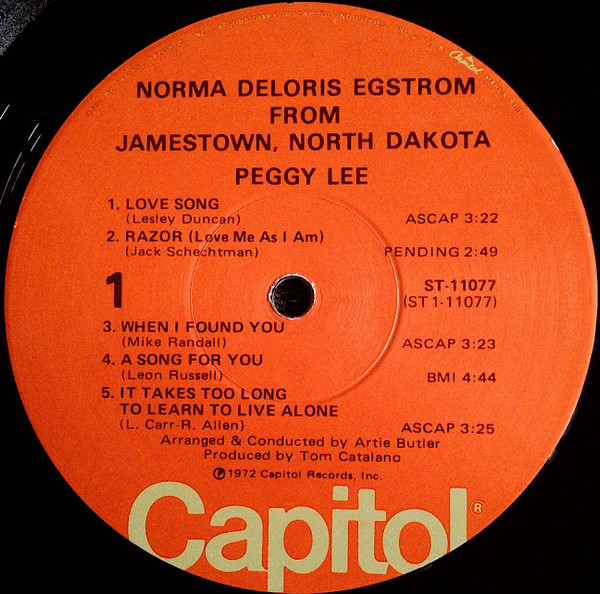 Capitol
NORMA DELORIS EGSTROM
FROM
JAMESTOWN, NORTH DAKOTA
PEGGY LEE
1. LOVE SONG
(Lesley Duncan) ASCAP 3:22
2. RAZOR (Love Me As I Am)
(Jack Schechtman) PENDING 2:49
1 ST-11077
(ST 1-11077)
3. WHEN I FOUND YOU
(Mike Randall) ASCAP 3:23
4. A SONG FOR YOU
(Leon Russell) BMI 4:44
5. IT TAKES TOO LONG
TO LEARN TO LIVE ALONE
(L. Carr-R. Allen) ASCAP 3:25
Arranged & Conducted by Artie Butler
Produced by Tom Catalano
℗1972 Capitol Records, Inc.
Capitol®